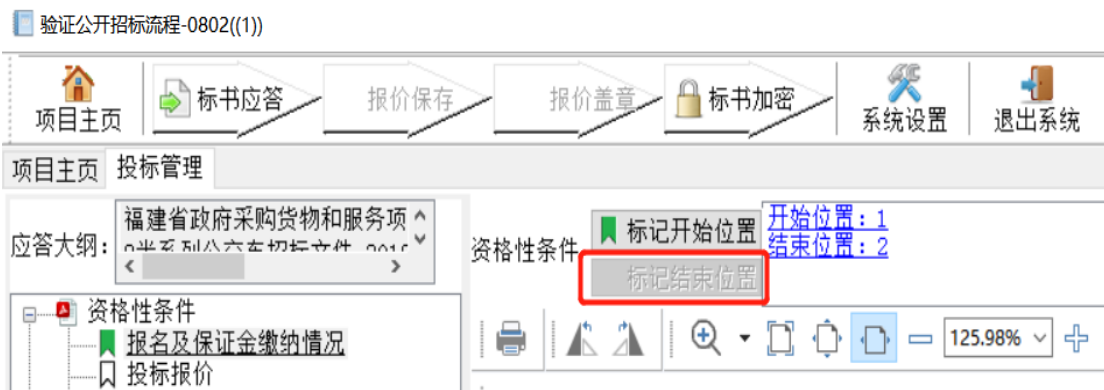 验证公开招标流程-0802((1))
项目主页 标书应答 报价保存 报价盖章 标书加密 系统设置 退出系统
项目主页 投标管理
应答大纲: 福建省政府采购货物和服务项
资格性条件 标记开始位置 开始位置: 1
标记结束位置 结束位置: 2
资格性条件
报名及保证金缴纳情况
投标报价
125.98%